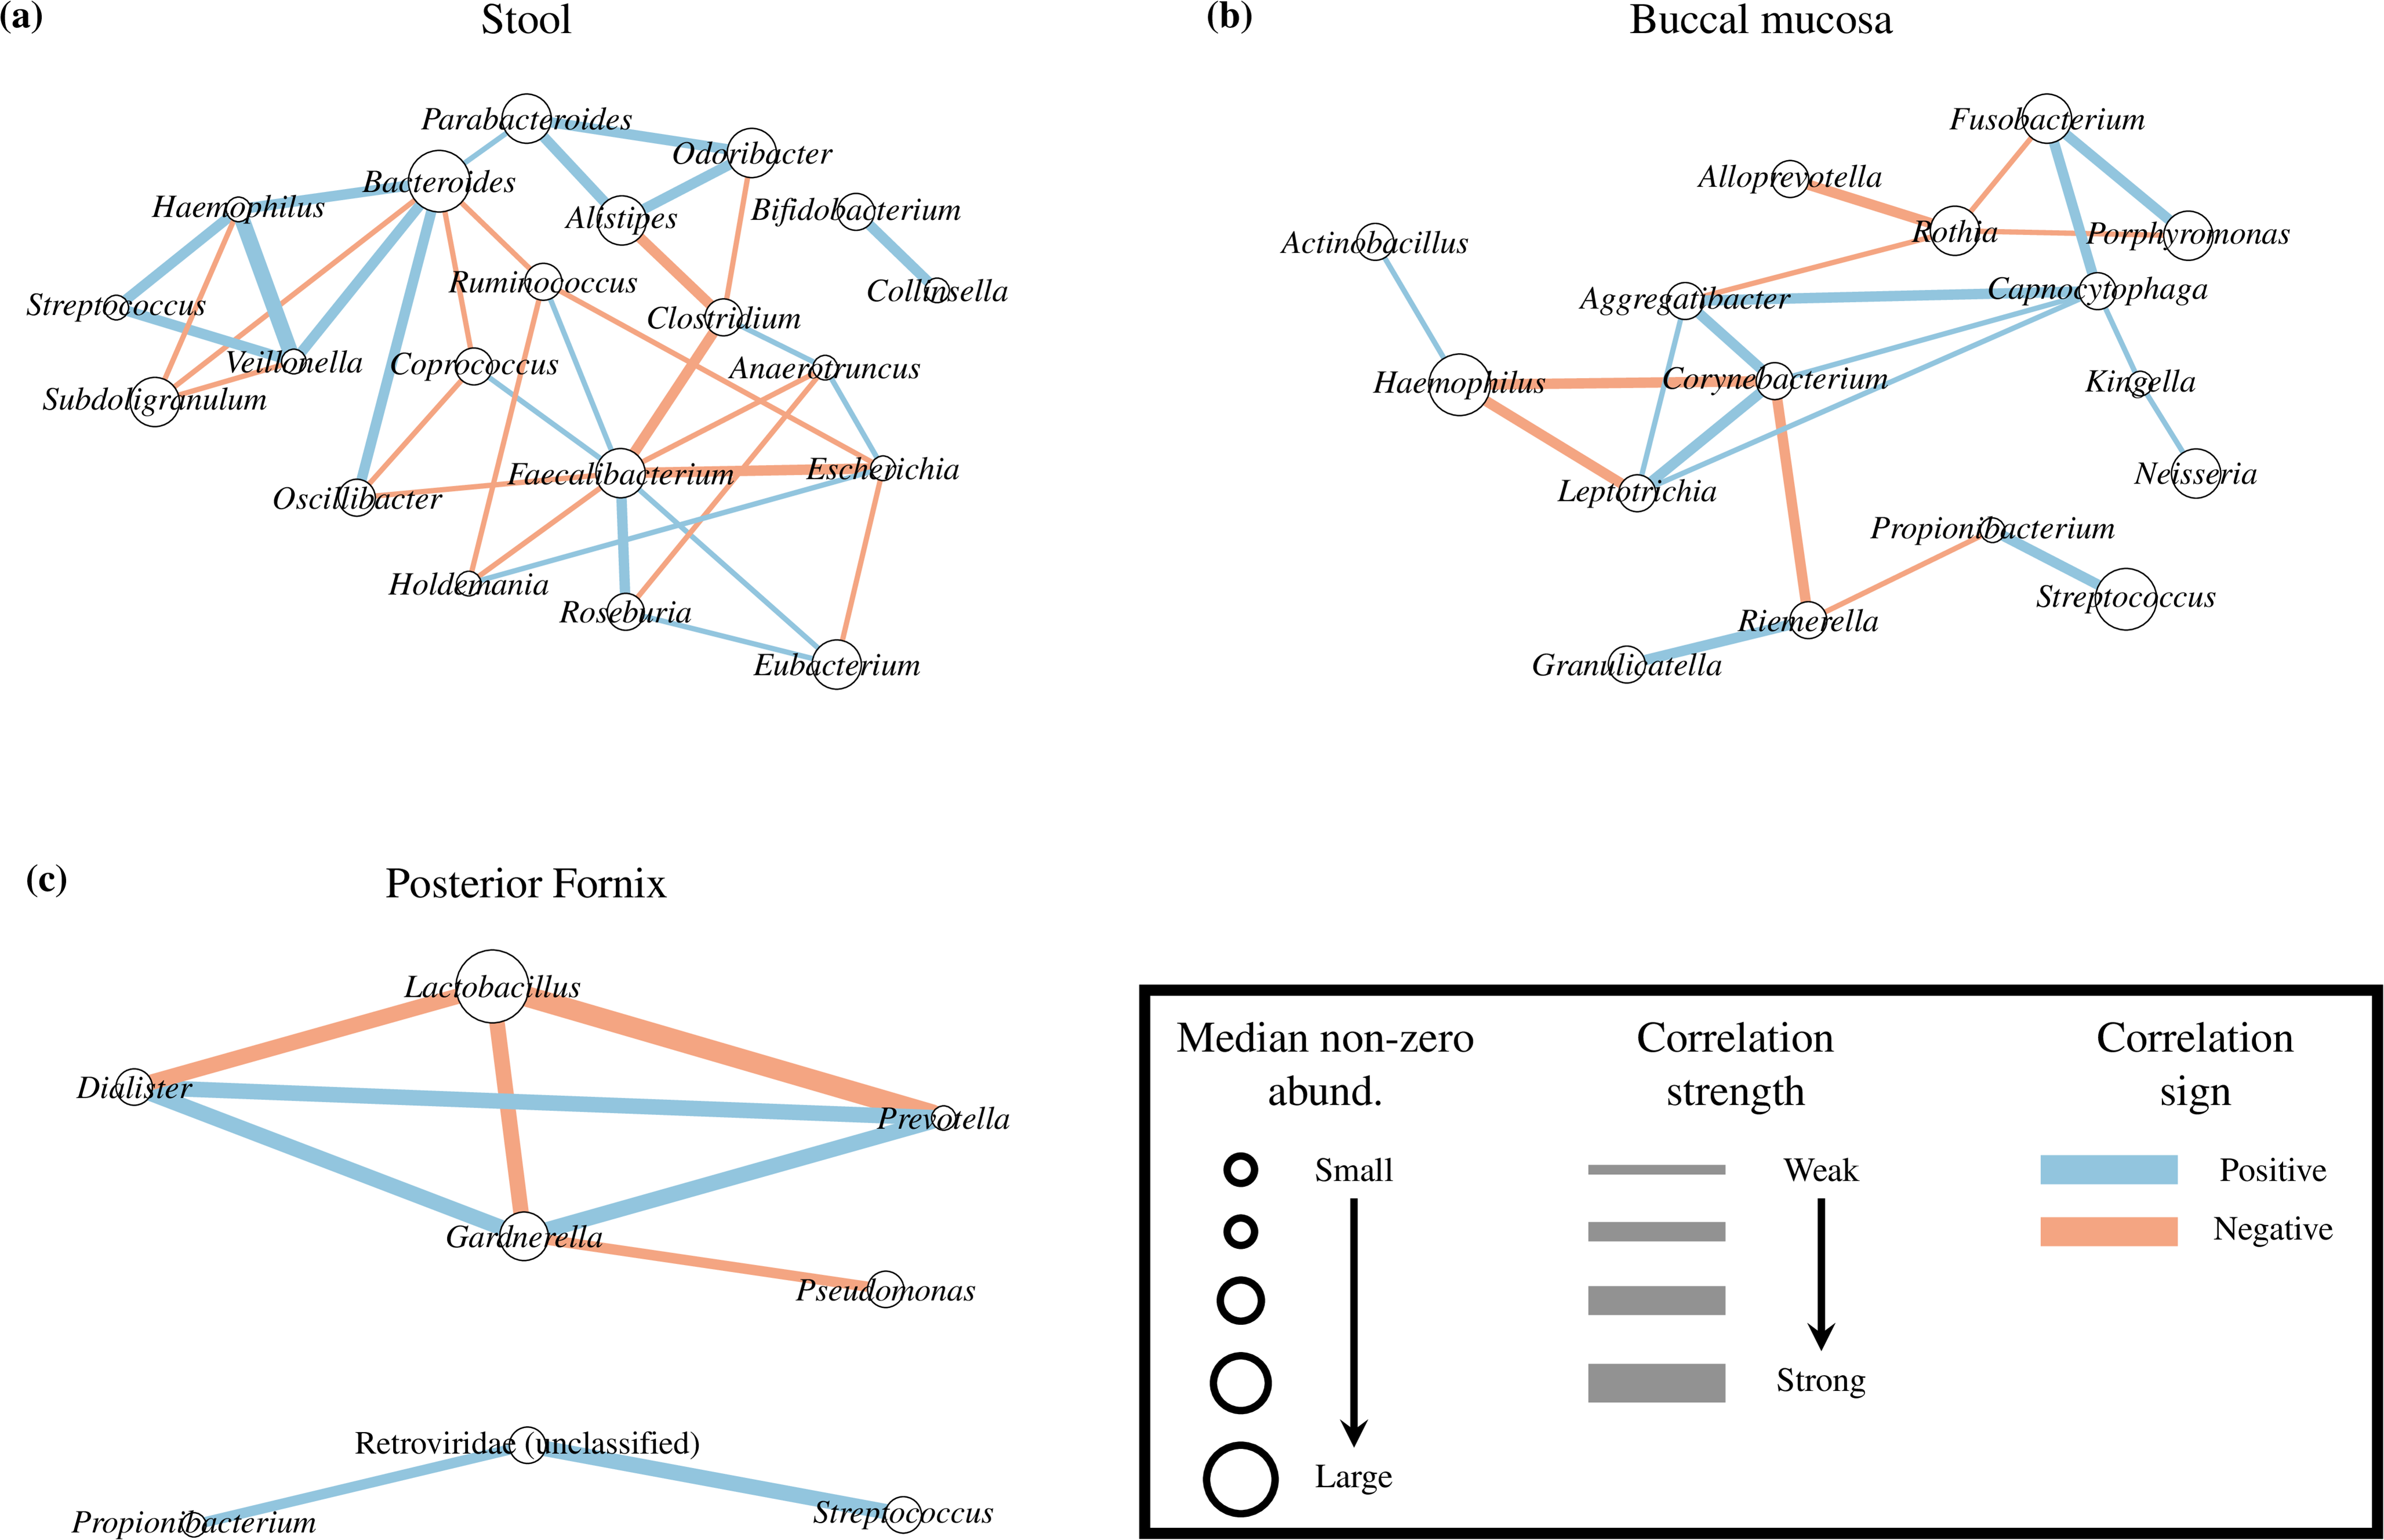 (a)
Stool
Parabacteroides
Odoribacter
Bacteroides
Haemophilus
Alistipes
Bifidobacterium
Ruminococcus
Collinsella
Streptococcus
Clostridium
Veillonella
Coprococcus
Anaerotruncus
Subdoligranulum
Faecalibacterium
Escherichia
Oscillibacter
Holdemania
Roseburia
Eubacterium
(b)
Buccal mucosa
Fusobacterium
Alloprevotella
Rothia
Porphyromonas
Actinobacillus
Aggregatibacter
Capnocytophaga
Haemophilus
Corynebacterium
Kingella
Leptotrichia
Neisseria
Propionibacterium
Streptococcus
Riemerella
Granulicatella
(c)
Posterior Fornix
Lactobacillus
Dialister
Prevotella
Gardnerella
Pseudomonas
Retroviridae (unclassified)
Propionibacterium
Streptococcus
Median non-zero
abund.
Small
Large
Correlation
strength
Weak
Strong
Correlation
sign
Positive
Negative